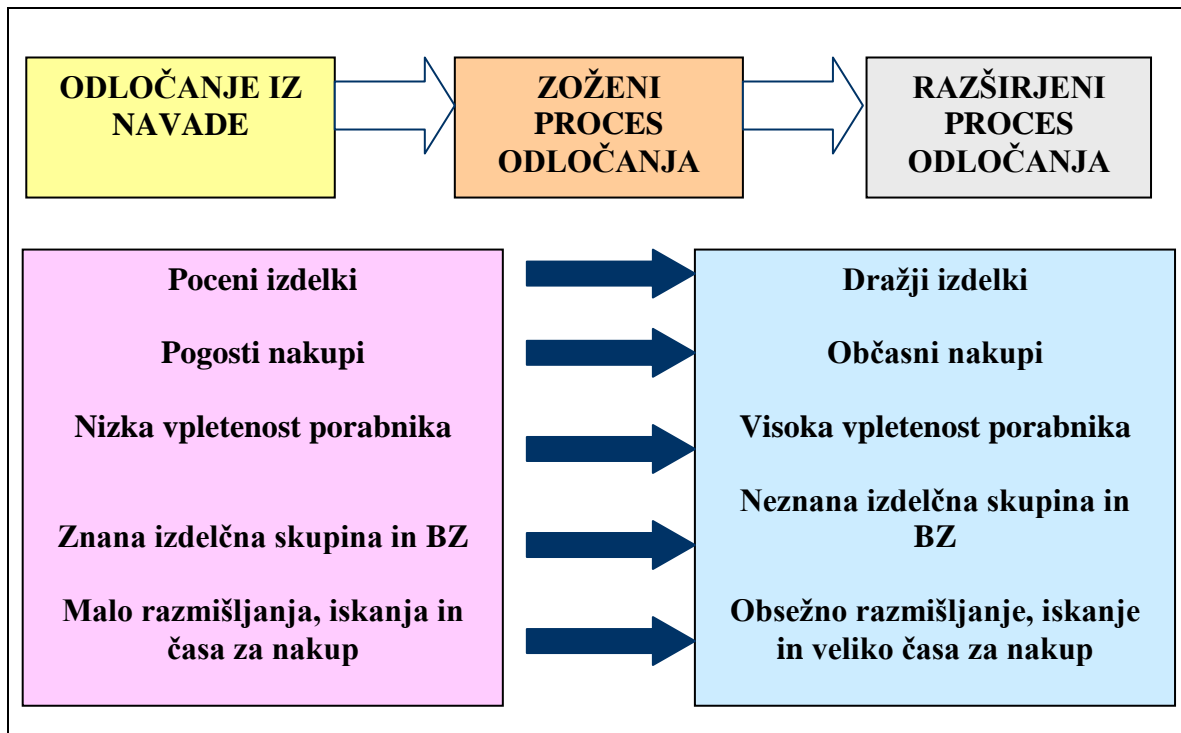 ODLOČANJE IZ
NAVADE
ZOŽENI
PROCES
ODLOČANJA
RAZŠIRJENI
PROCES
ODLOČANJA
Poceni izdelki
Pogosti nakupi
Nizka vpletenost porabnika
Znana izdelčna skupina in BZ
Malo razmišljanja, iskanja in
časa za nakup
Dražji izdelki
Občasni nakupi
Visoka vpletenost porabnika
Neznana izdelčna skupina in
BZ
Obsežno razmišljanje, iskanje
in veliko časa za nakup